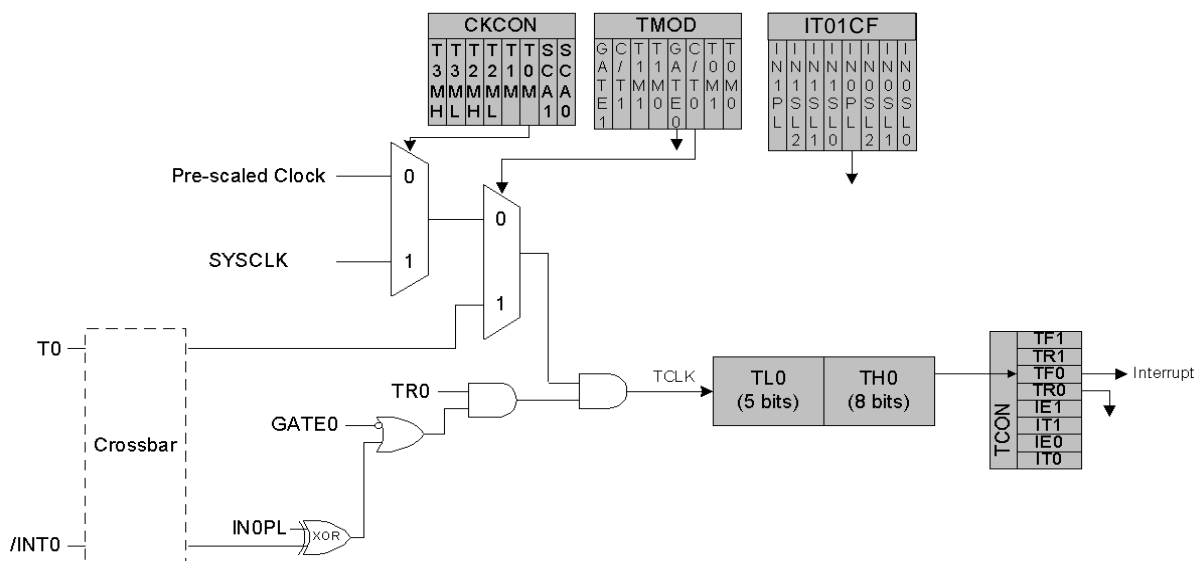 CKCON
TMOD
IT01CF
T3MH
T3ML
T2MH
T2ML
T1M
T0M
SCA1
SCA0
GATE1
C/T1
T1M1
T1M0
GATE0
C/T0
T0M1
T0M0
IN1PL
IN1SL2
IN1SL1
IN1SL0
IN0PL
IN0SL2
IN0SL1
IN0SL0
Pre-scaled Clock
0
0
SYSCLK
1
1
T0
Crossbar
TR0
GATE0
IN0PL
XOR
/INT0
TCLK
TL0
(5 bits)
TH0
(8 bits)
TCON
TF1
TR1
TF0
TR0
IE1
IT1
IE0
IT0
Interrupt